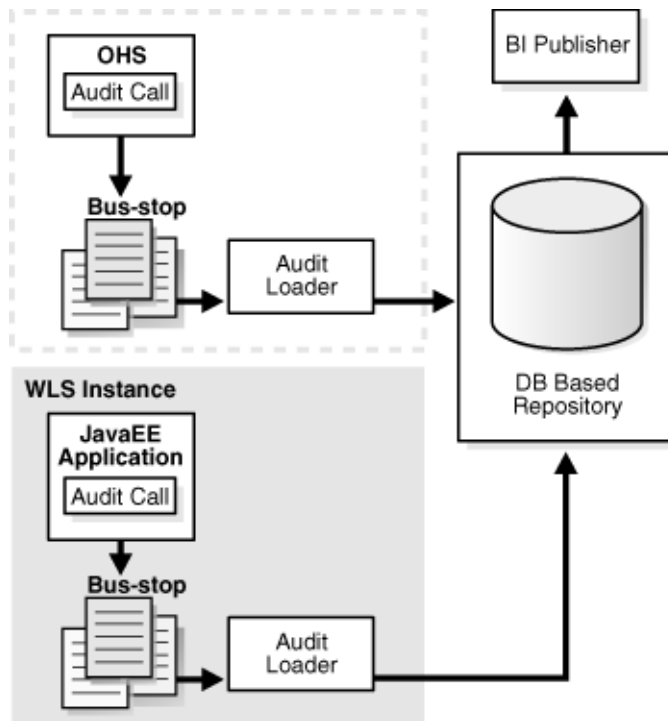 OHS
Audit Call
Bus-stop
Audit
Loader
BI Publisher
DB Based
Repository
WLS Instance
JavaEE
Application
Audit Call
Bus-stop
Audit
Loader